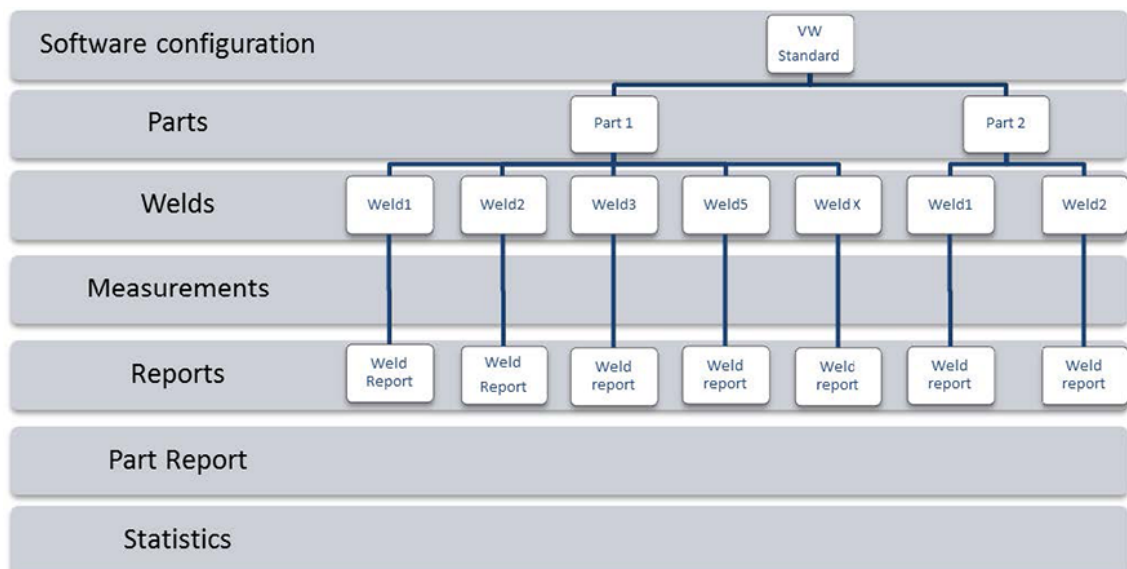 Software configuration
VW
Standard
Parts
Part 1
Part 2
Welds
Weld1
Weld2
Weld3
Weld5
Weld X
Weld1
Weld2
Measurements
Reports
Weld
Report
Weld
Report
Weld
report
Weld
report
Weld
report
Weld
report
Weld
report
Part Report
Statistics